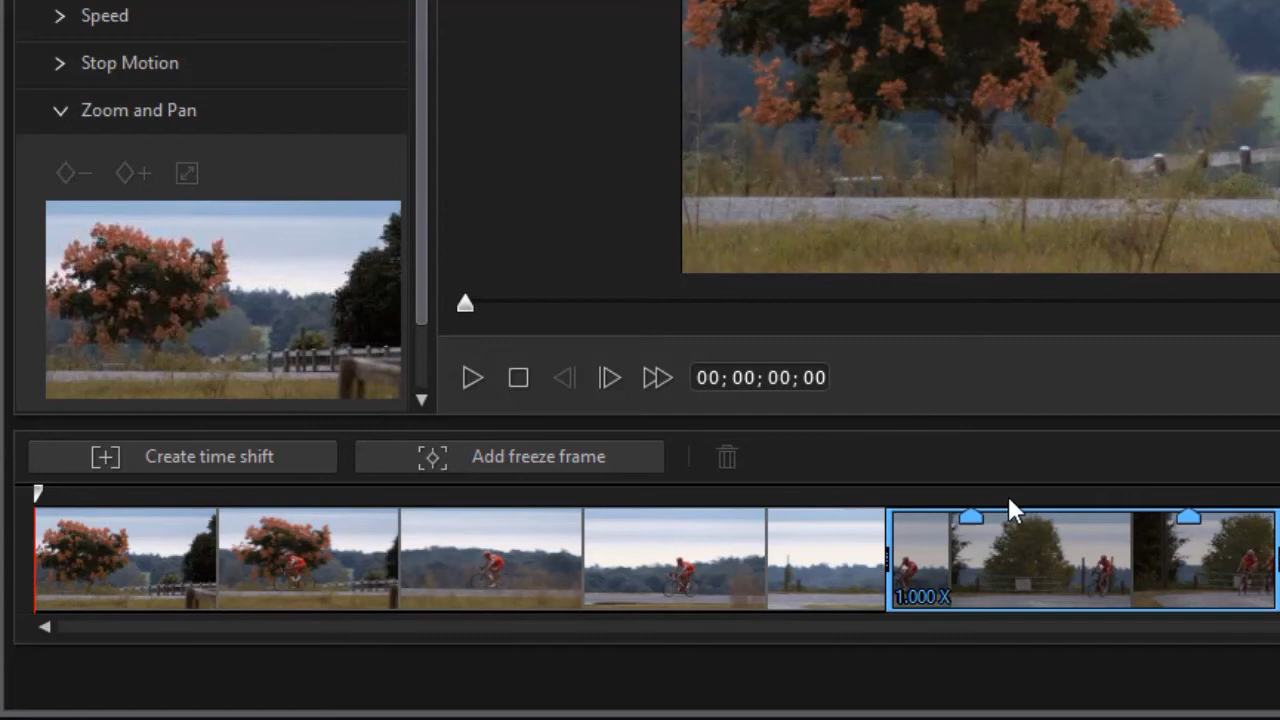 Speed
Stop Motion
Zoom and Pan
00;00;00;00
Create time shift
Add freeze frame
1.000 X